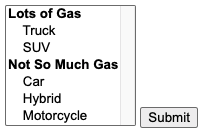 Lots of Gas
Truck
SUV
Not So Much Gas
Car
Hybrid
Motorcycle
Submit